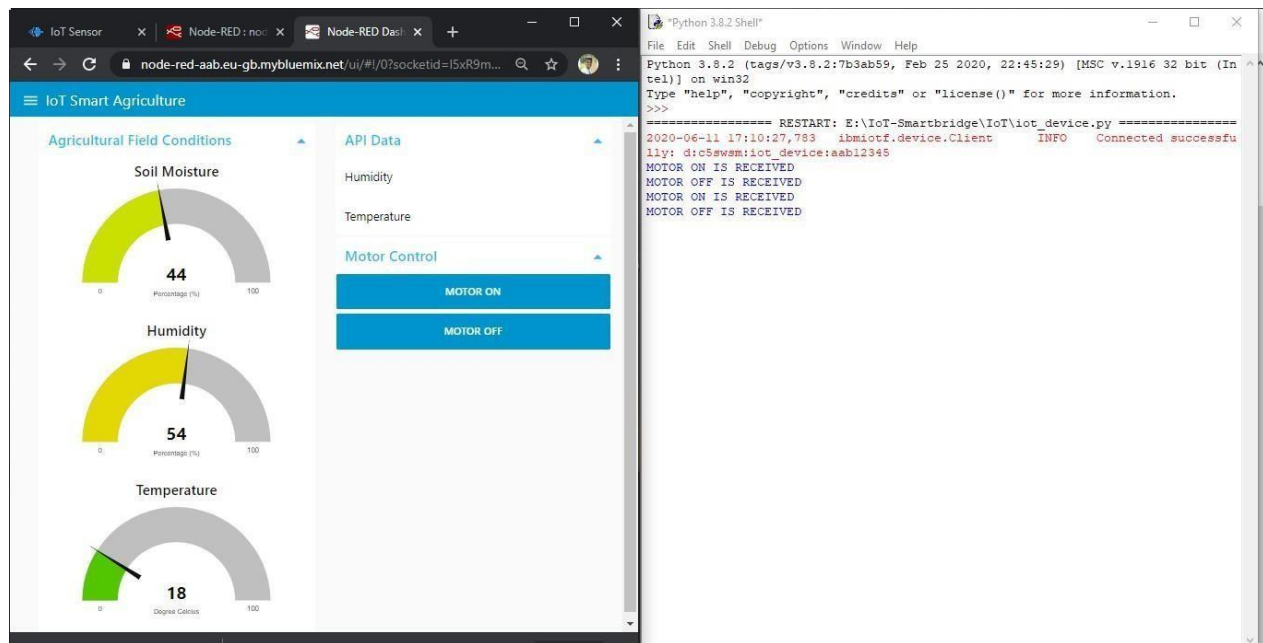 IoT Sensor
Node-RED : nod
Node-RED Dash
node-red-aab.eu-gb.mybluemix.net/ui/#!/0?socketid=I5xR9m...
IoT Smart Agriculture
Agricultural Field Conditions
Soil Moisture
44
0
Percentage (%)
100
Humidity
54
0
Percentage (%)
100
Temperature
18
0
Degree Celcius
100
API Data
Humidity
Temperature
Motor Control
MOTOR ON
MOTOR OFF
*Python 3.8.2 Shell*
File Edit Shell Debug Options Window Help
Python 3.8.2 (tags/v3.8.2:7b3ab59, Feb 25 2020, 22:45:29) [MSC v.1916 32 bit (In
tel)] on win32
Type "help", "copyright", "credits" or "license()" for more information.
>>>
================= RESTART: E:\IoT-Smartbridge\IoT\iot_device.py ================
2020-06-11 17:10:27,783 ibmiotf.device.Client INFO Connected successfu
lly: d:c5swsm:iot_device:aab12345
MOTOR ON IS RECEIVED
MOTOR OFF IS RECEIVED
MOTOR ON IS RECEIVED
MOTOR OFF IS RECEIVED